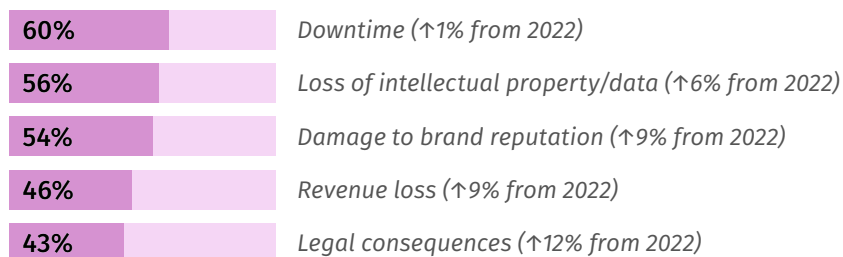 60% Downtime (↑1% from 2022)
56% Loss of intellectual property/data (↑6% from 2022)
54% Damage to brand reputation (↑9% from 2022)
46% Revenue loss (↑9% from 2022)
43% Legal consequences (↑12% from 2022)